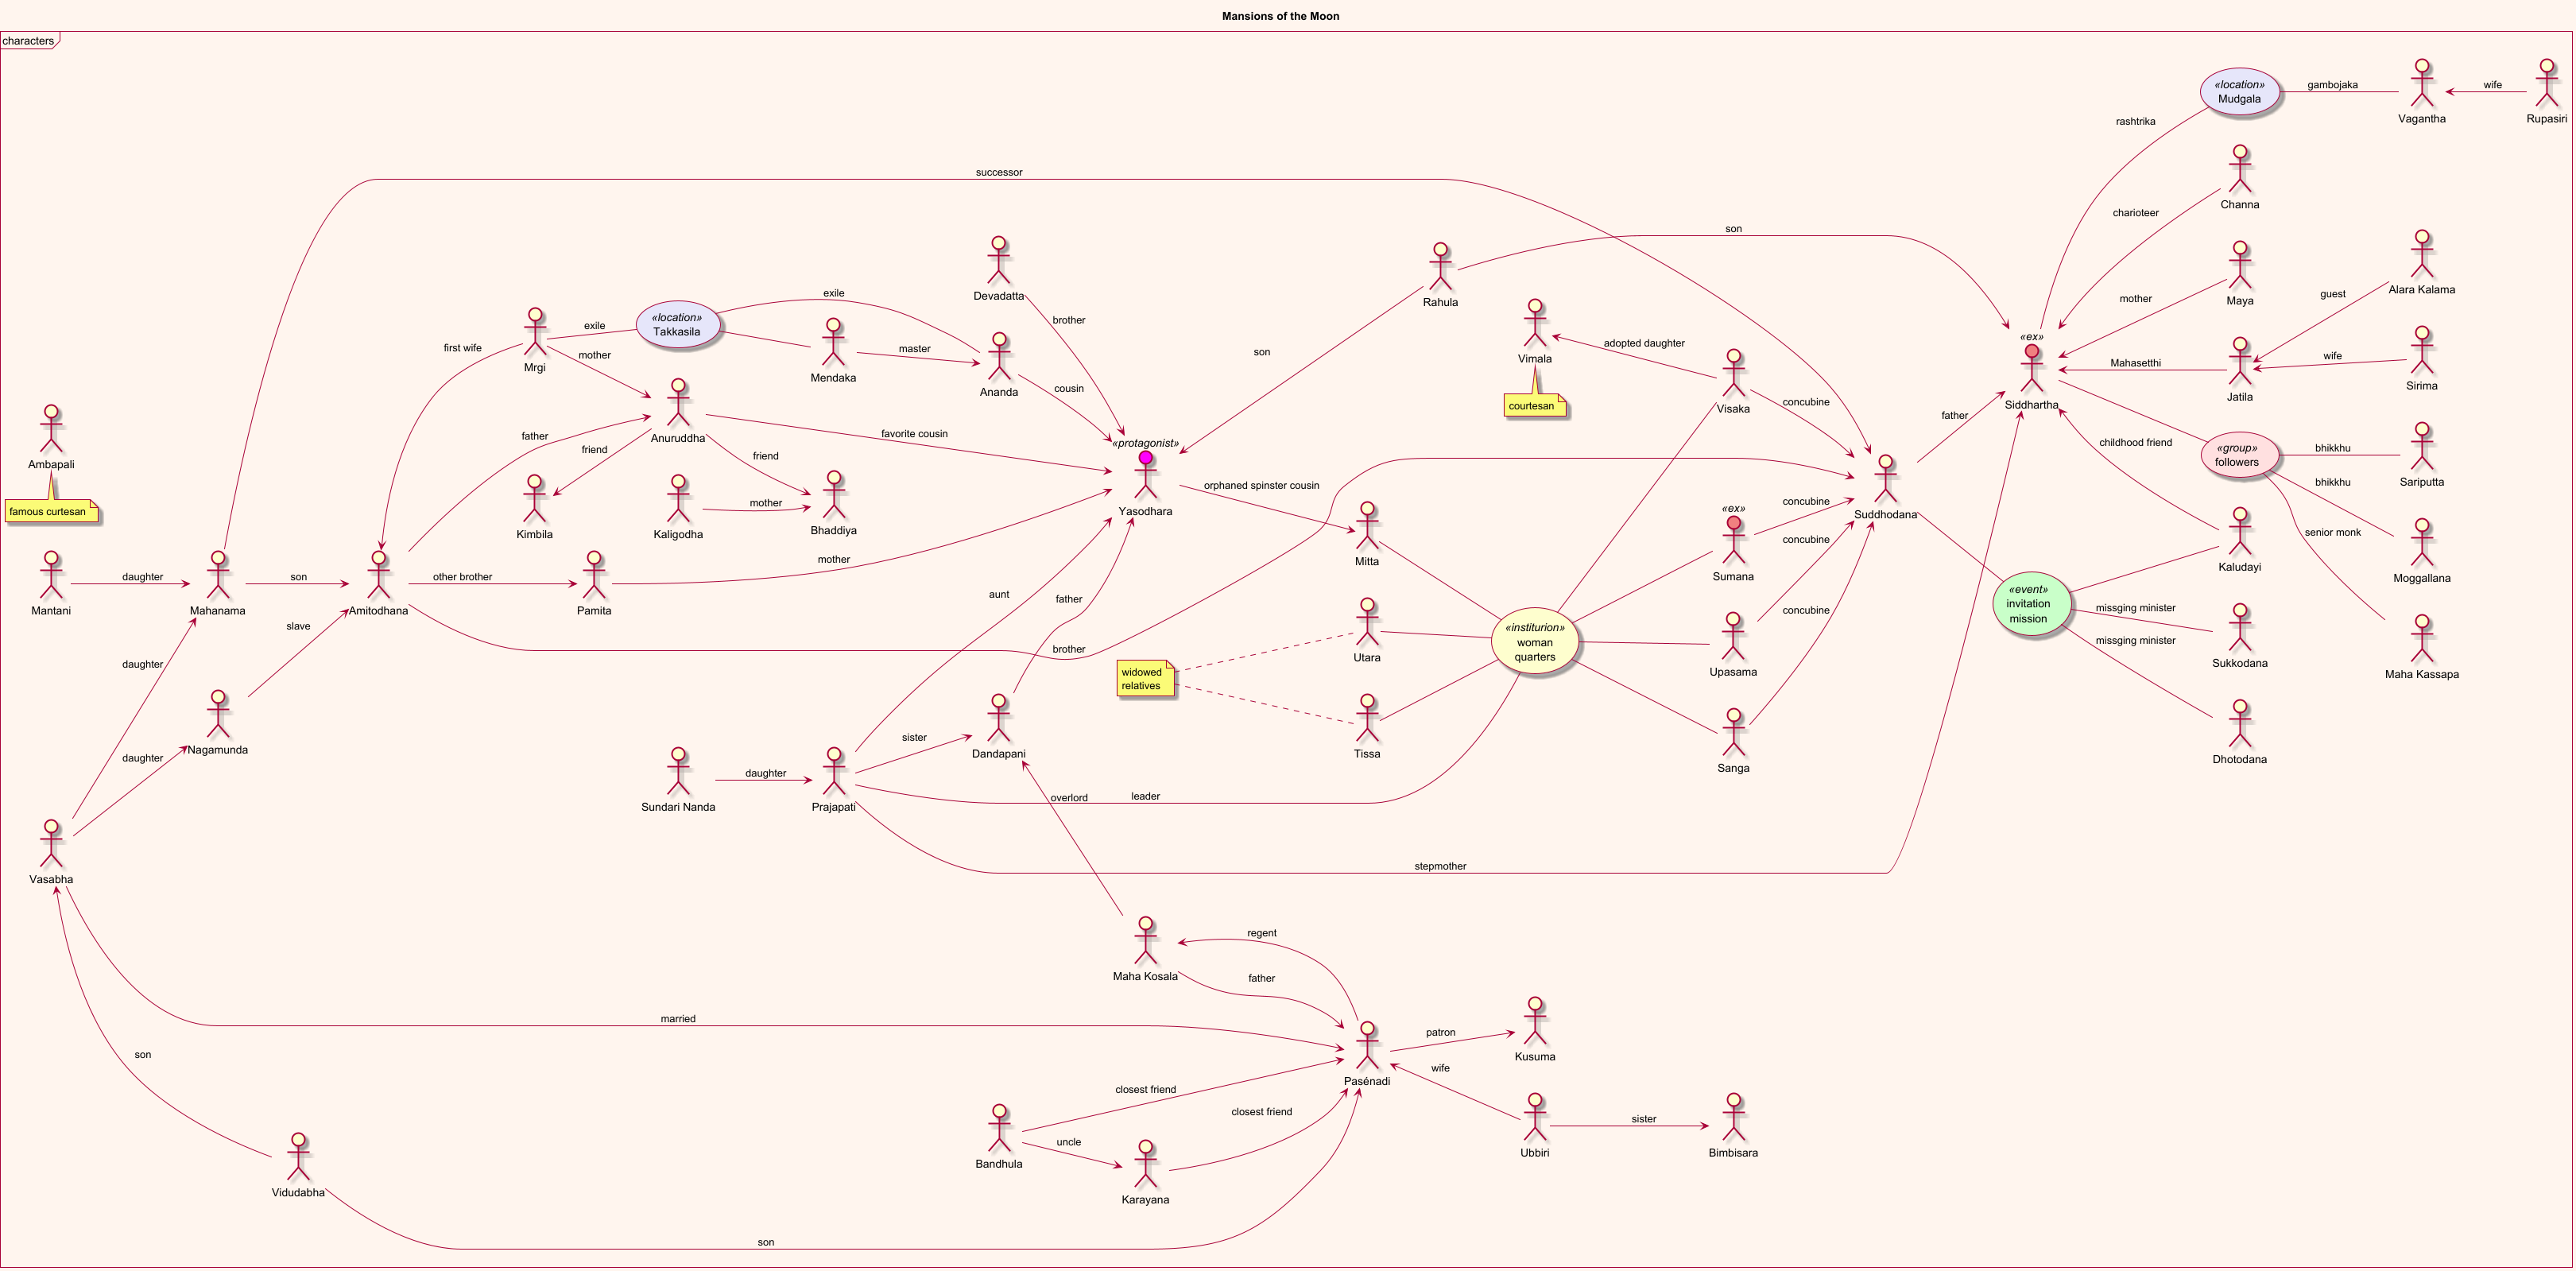 Mansions of the Moon
characters
«location»
Mudgala
gambojaka
Vagantha
wife
Rupasiri
rashtrika
Channa
charioteer
successor
son
Devadatta
Rahula
Maya
mother
Alara Kalama
guest
exile
«location»
Takkasila
exile
Mrgi
first wife
mother
Mendaka
master
Ananda
brother
cousin
son
Vimala
adopted daughter
courtesan
Visaka
concubine
«ex»
Siddhartha
father
Mahasetthi
Jatila
wife
Sirima
Ambapali
famous curtesan
father
Anuruddha
friend
friend
favorite cousin
Kimbila
Kaligodha
mother
Bhaddiya
«protagonist»
Yasodhara
orphaned spinster cousin
Mitta
«ex»
Sumana
concubine
concubine
Suddhodana
childhood friend
«group»
followers
bhikkhu
Sariputta
bhikkhu
senior monk
Moggallana
Kaludayi
Mantani
daughter
Mahanama
son
Amitodhana
other brother
Pamita
mother
aunt
father
slave
daughter
brother
widowed
relatives
Utara
«institurion»
woman
quarters
Upasama
concubine
«event»
invitation
mission
missging minister
missging minister
Sukkodana
Maha Kassapa
Nagamunda
daughter
Sundari Nanda
daughter
Prajapati
sister
Dandapani
Tissa
Sanga
Dhotodana
overlord
leader
Vasabha
stepmother
Maha Kosala
regent
father
married
son
Pasénadi
patron
Kusuma
closest friend
closest friend
wife
Bandhula
uncle
Karayana
Ubbiri
sister
Bimbisara
Vidudabha
son